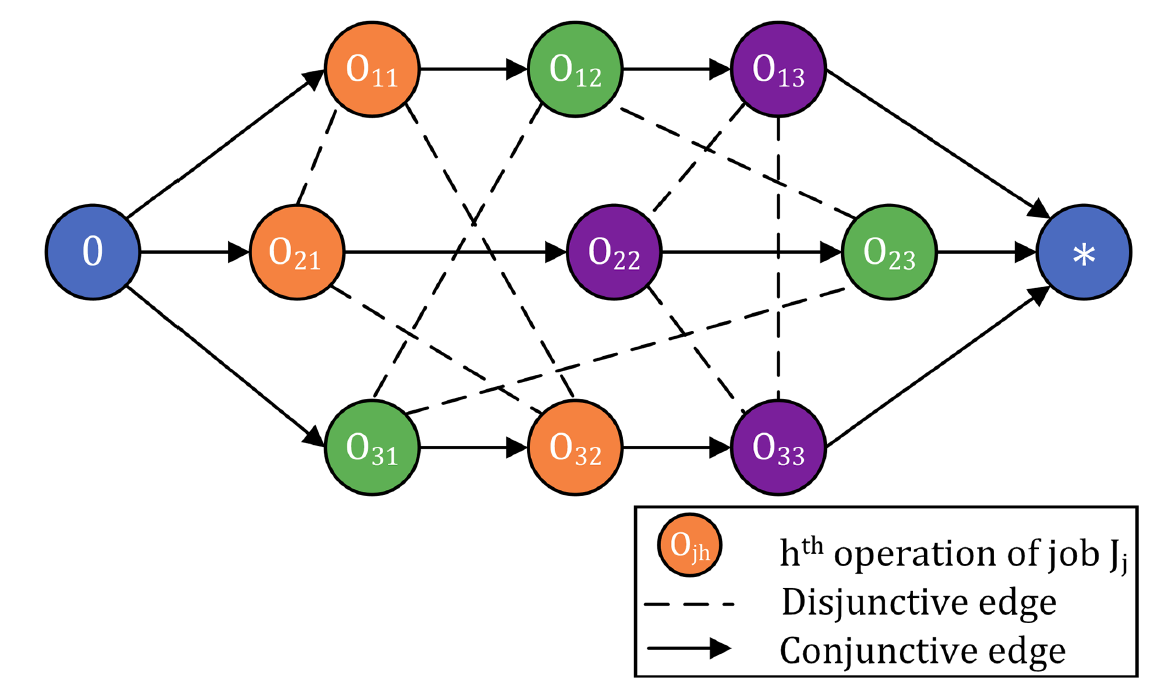 O₁₁ O₁₂ O₁₃
0 O₂₁ O₂₂ O₂₃ *
O₃₁ O₃₂ O₃₃
Oⱼₕ hᵗʰ operation of job Jⱼ
Disjunctive edge
Conjunctive edge